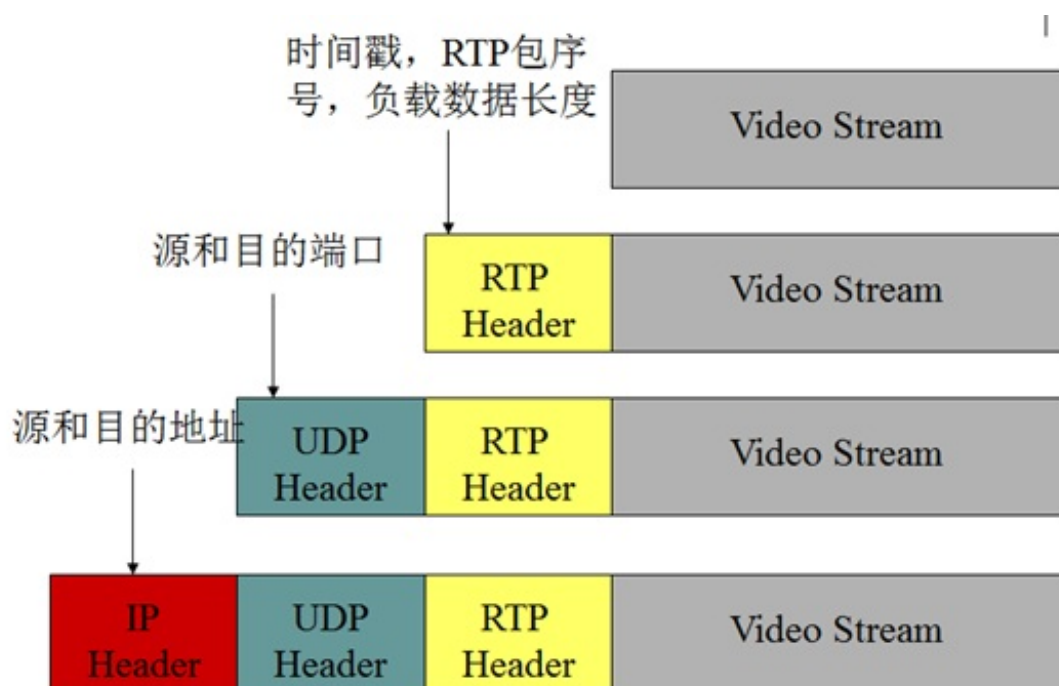 时间戳，RTP包序
号，负载数据长度
Video Stream
源和目的端口
RTP
Header
Video Stream
源和目的地址
UDP
Header
RTP
Header
Video Stream
IP
Header
UDP
Header
RTP
Header
Video Stream